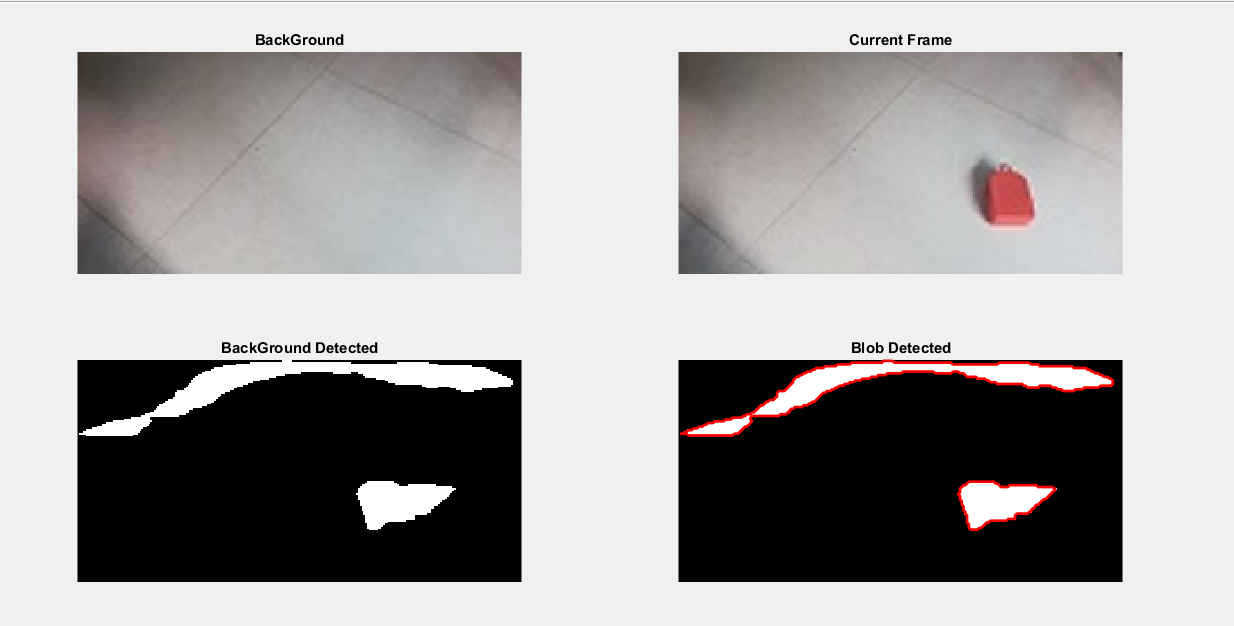 BackGround
Current Frame
BackGround Detected
Blob Detected